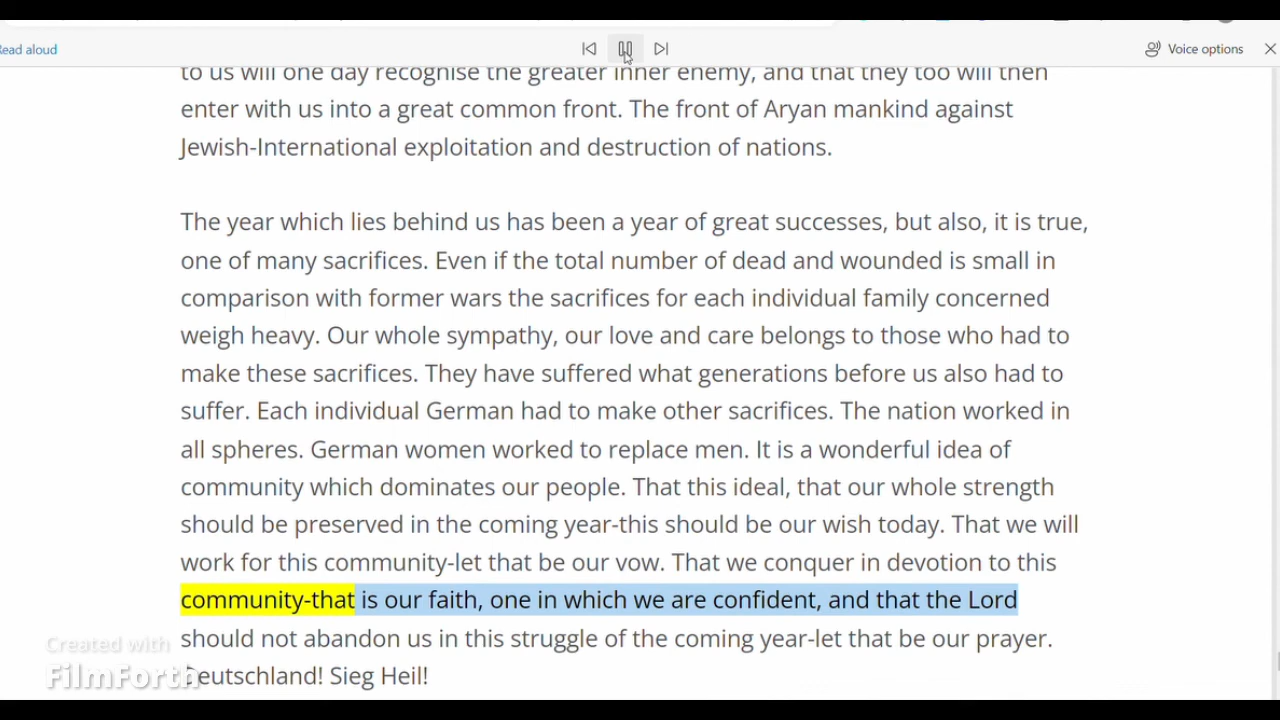 Read aloud
Voice options
to us will one day recognise the greater inner enemy, and that they too will then
enter with us into a great common front. The front of Aryan mankind against
Jewish-International exploitation and destruction of nations.
The year which lies behind us has been a year of great successes, but also, it is true,
one of many sacrifices. Even if the total number of dead and wounded is small in
comparison with former wars the sacrifices for each individual family concerned
weigh heavy. Our whole sympathy, our love and care belongs to those who had to
make these sacrifices. They have suffered what generations before us also had to
suffer. Each individual German had to make other sacrifices. The nation worked in
all spheres. German women worked to replace men. It is a wonderful idea of
community which dominates our people. That this ideal, that our whole strength
should be preserved in the coming year-this should be our wish today. That we will
work for this community-let that be our vow. That we conquer in devotion to this
community-that is our faith, one in which we are confident, and that the Lord
should not abandon us in this struggle of the coming year-let that be our prayer.
Deutschland! Sieg Heil!
Created with
FilmForth